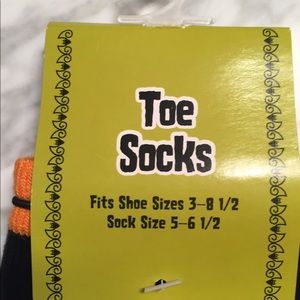 Toe
Socks
Fits Shoe Sizes 3–8 1/2
Sock Size 5–6 1/2